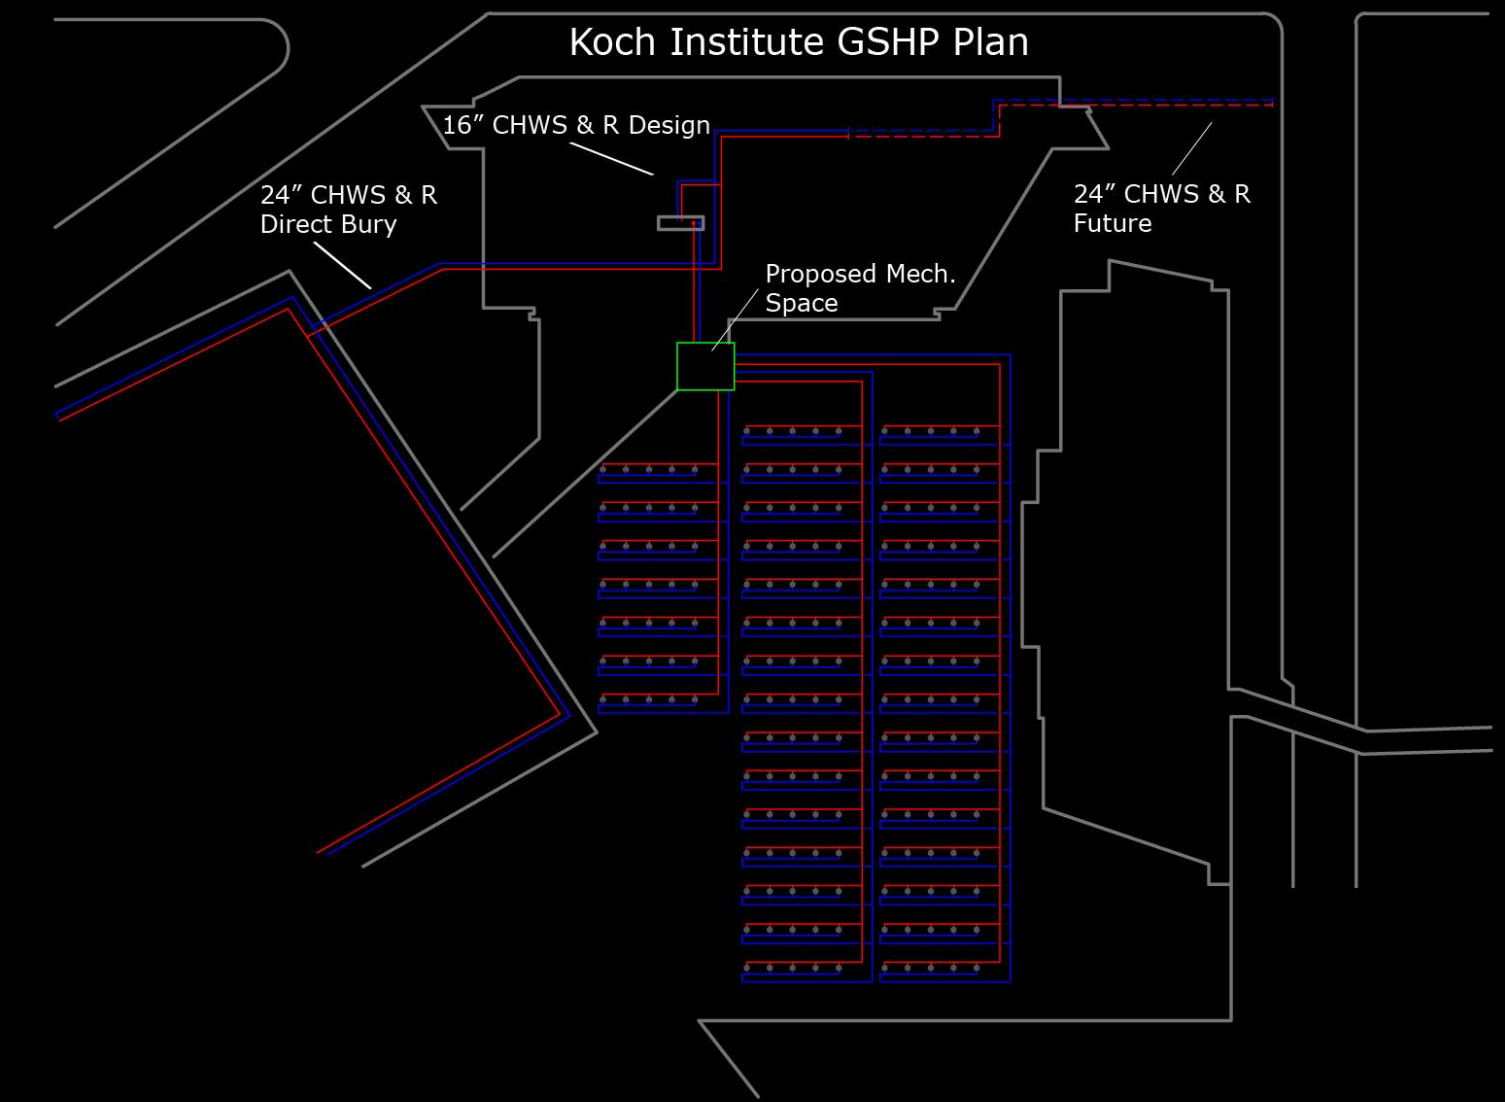 Koch Institute GSHP Plan
16” CHWS & R Design
24” CHWS & R
Direct Bury
24” CHWS & R
Future
Proposed Mech.
Space